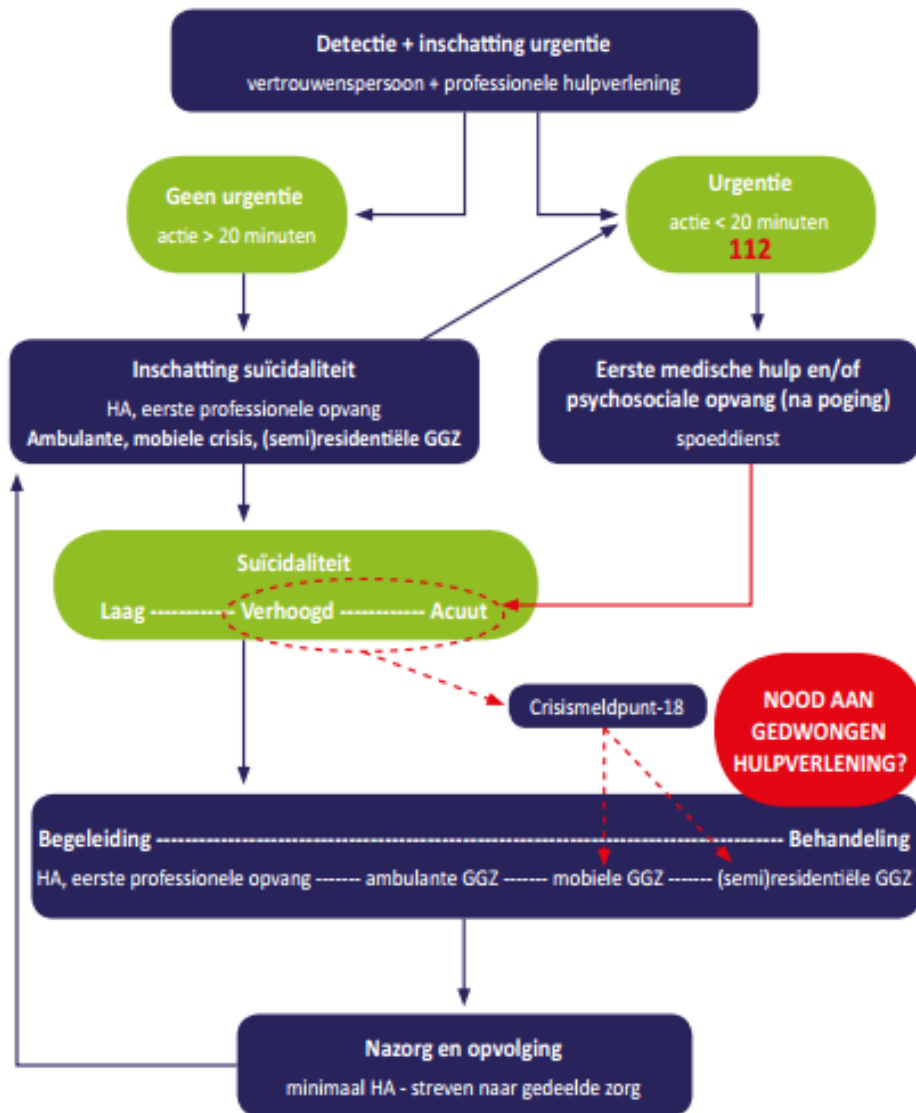 Detectie + inschatting urgentie
vertrouwenspersoon + professionele hulpverlening
Geen urgentie
actie > 20 minuten
Urgentie
actie < 20 minuten
112
Inschatting suïcidaliteit
HA, eerste professionele opvang
Ambulante, mobiele crisis, (semi)residentiële GGZ
Eerste medische hulp en/of
psychosociale opvang (na poging)
spoeddienst
Suïcidaliteit
Laag ------------ Verhoogd ------------ Acuut
Crisismeldpunt-18
NOOD AAN
GEDWONGEN
HULPVERLENING?
Begeleiding ------------------------------------------------------------------------------------------ Behandeling
HA, eerste professionele opvang ------- ambulante GGZ ------- mobiele GGZ ------- (semi)residentiële GGZ
Nazorg en opvolging
minimaal HA - streven naar gedeelde zorg